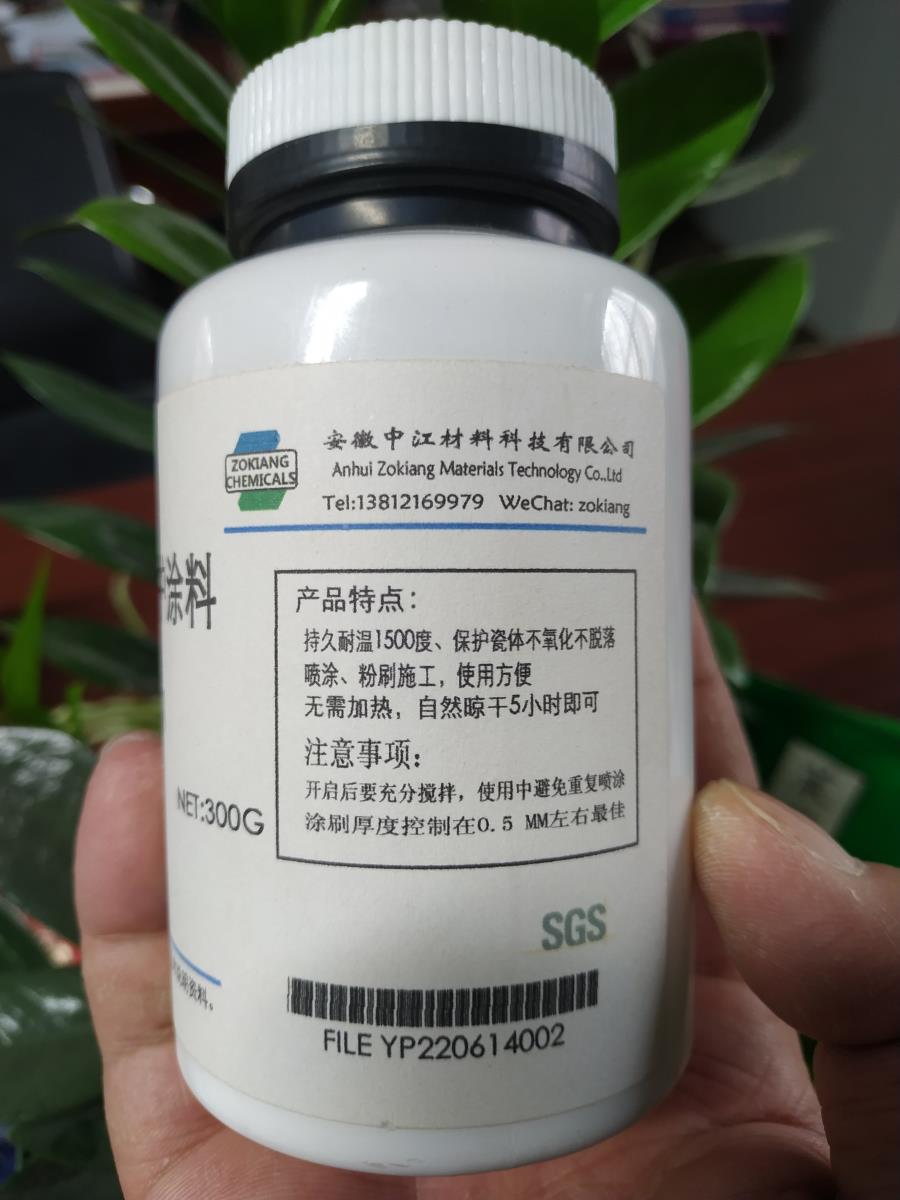 ZOKIANG
CHEMICALS
安徽中江材料科技有限公司
Anhui Zokiang Materials Technology Co.,Ltd
Tel:13812169979 WeChat: zokiang
涂料
产品特点：
持久耐温1500度、保护瓷体不氧化不脱落
喷涂、粉刷施工，使用方便
无需加热，自然晾干5小时即可
注意事项：
开启后要充分搅拌，使用中避免重复喷涂
涂刷厚度控制在0.5 MM左右最佳
NET:300G
SGS
说明资料。
FILE YP220614002